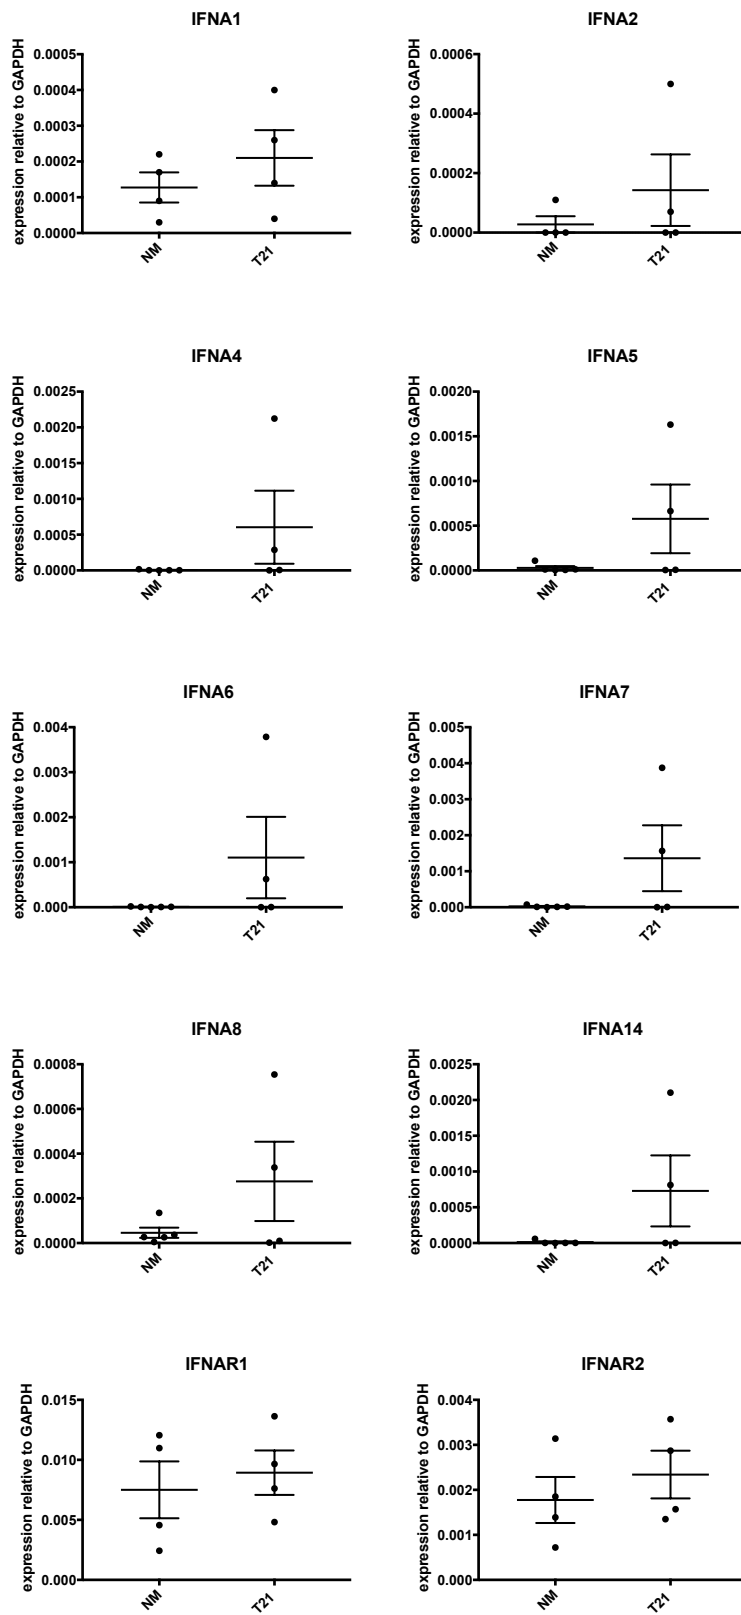 IFNA1
expression relative to GAPDH
0.0005
0.0004
0.0003
0.0002
0.0001
0.0000
NM
T21
IFNA2
expression relative to GAPDH
0.0006
0.0004
0.0002
0.0000
NM
T21
IFNA4
expression relative to GAPDH
0.0025
0.0020
0.0015
0.0010
0.0005
0.0000
NM
T21
IFNA5
expression relative to GAPDH
0.0020
0.0015
0.0010
0.0005
0.0000
NM
T21
IFNA6
expression relative to GAPDH
0.004
0.003
0.002
0.001
0.000
NM
T21
IFNA7
expression relative to GAPDH
0.005
0.004
0.003
0.002
0.001
0.000
NM
T21
IFNA8
expression relative to GAPDH
0.0008
0.0006
0.0004
0.0002
0.0000
NM
T21
IFNA14
expression relative to GAPDH
0.0025
0.0020
0.0015
0.0010
0.0005
0.0000
NM
T21
IFNAR1
expression relative to GAPDH
0.015
0.010
0.005
0.000
NM
T21
IFNAR2
expression relative to GAPDH
0.004
0.003
0.002
0.001
0.000
NM
T21